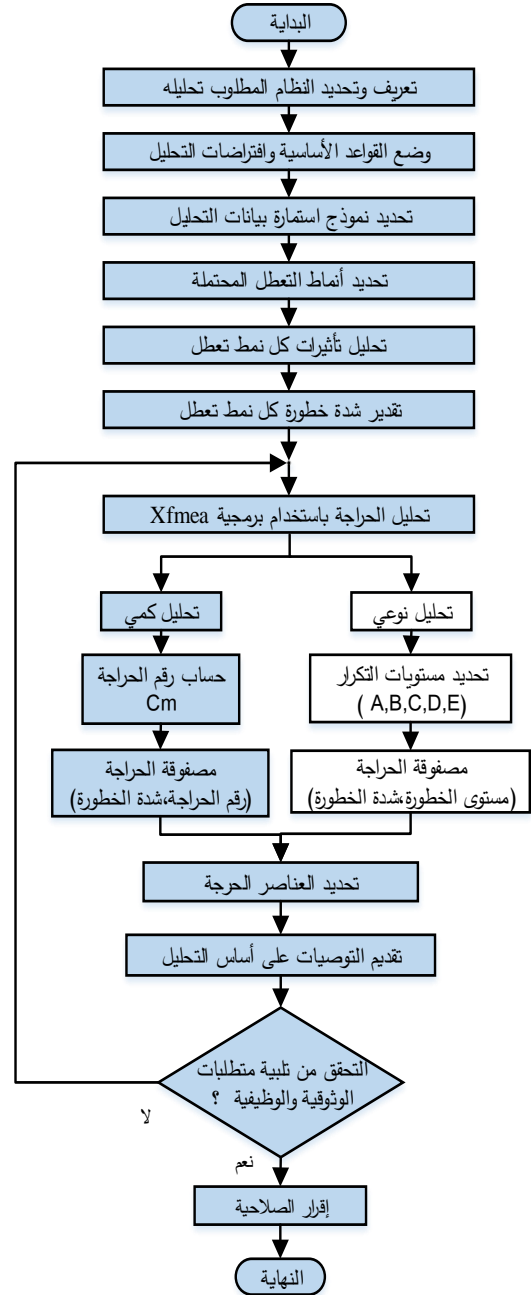 البداية
تعريف وتحديد النظام المطلوب تحليله
وضع القواعد الأساسية وافتراضات التحليل
تحديد نموذج استمارة بيانات التحليل
تحديد أنماط التعطل المحتملة
تحليل تأثيرات كل نمط تعطل
تقدير شدة خطورة كل نمط تعطل
تحليل الحراجة باستخدام برمجية Xfmea
تحليل نوعي
تحديد مستويات التكرار
(A,B,C,D,E)
مصفوفة الحراجة
(مستوى الخطورة،شدة الخطورة)
تحليل كمي
حساب رقم الحراجة
Cm
مصفوقة الحراجة
(رقم الحراجة،شدة الخطورة)
تحديد العناصر الحرجة
تقديم التوصيات على أساس التحليل
التحقق من تلبية متطلبات
الوثوقية والوظيفية ؟
لا
نعم
إقرار الصلاحية
النهاية